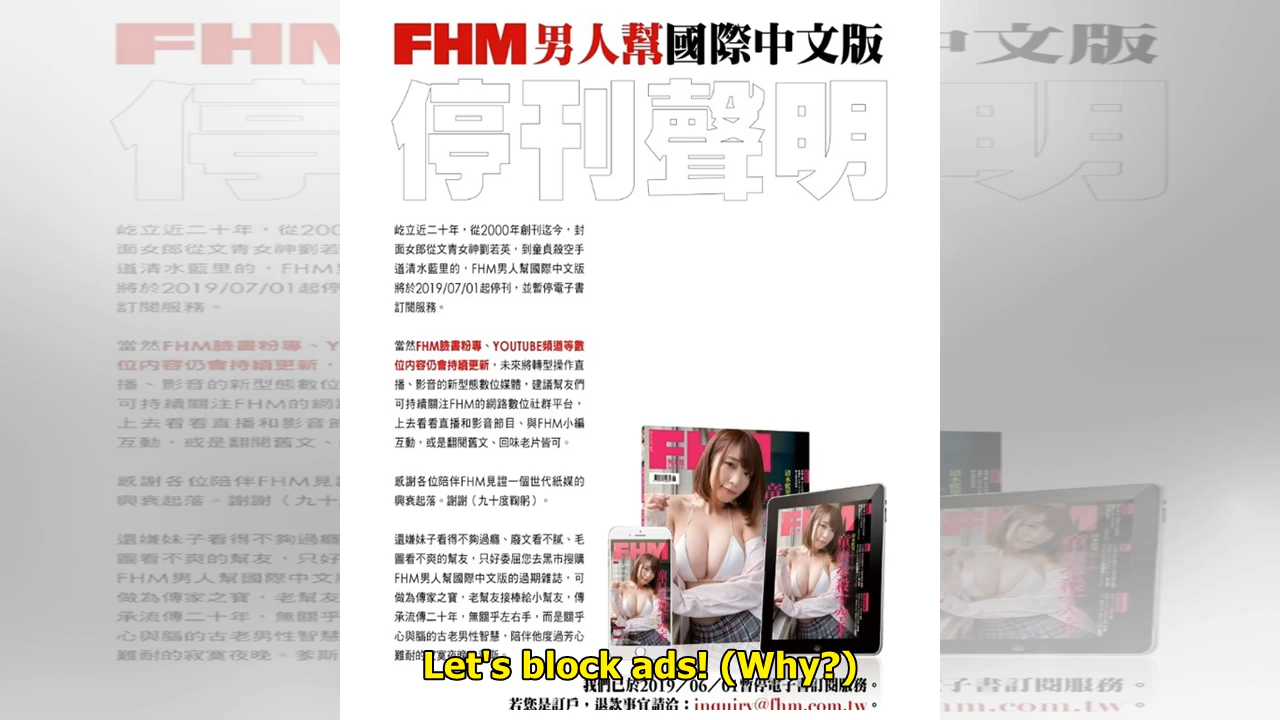 FHM男人幫國際中文版
停刊聲明
屹立近二十年，從2000年創刊迄今，封
面女郎從文青女神劉若英，到童貞殺空手
道清水藍里的，FHM男人幫國際中文版
將於2019/07/01起停刊，並暫停電子書
訂閱服務。
當然FHM臉書粉專、YOUTUBE頻道等數
位內容仍會持續更新，未來將轉型操作直
播、影音的新型態數位媒體，建議幫友們
可持續關注FHM的網路數位社群平台，
上去看看直播和影音節目、與FHM小編
互動，或是翻閱舊文、回味老片皆可。
感謝各位陪伴FHM見證一個世代紙媒的
興衰起落。謝謝（九十度鞠躬）。
還嫌妹子看得不夠過癮、廢文看不膩、毛
圖看不爽的幫友，只好委屈您去黑市搜購
FHM男人幫國際中文版的過期雜誌，可
做為傳家之寶，老幫友接棒給小幫友，傳
承流傳二十年，無關乎左右手，而是關乎
心與腦的古老男性智慧，陪伴他度過芳心
難耐的寂寞夜晚。
FHM
FHM
FHM
Let's block ads! (Why?)
我們已於2019/06/01暫停電子書訂閱服務。
若您是訂戶，退款事宜請洽：inquiry@fhm.com.tw。